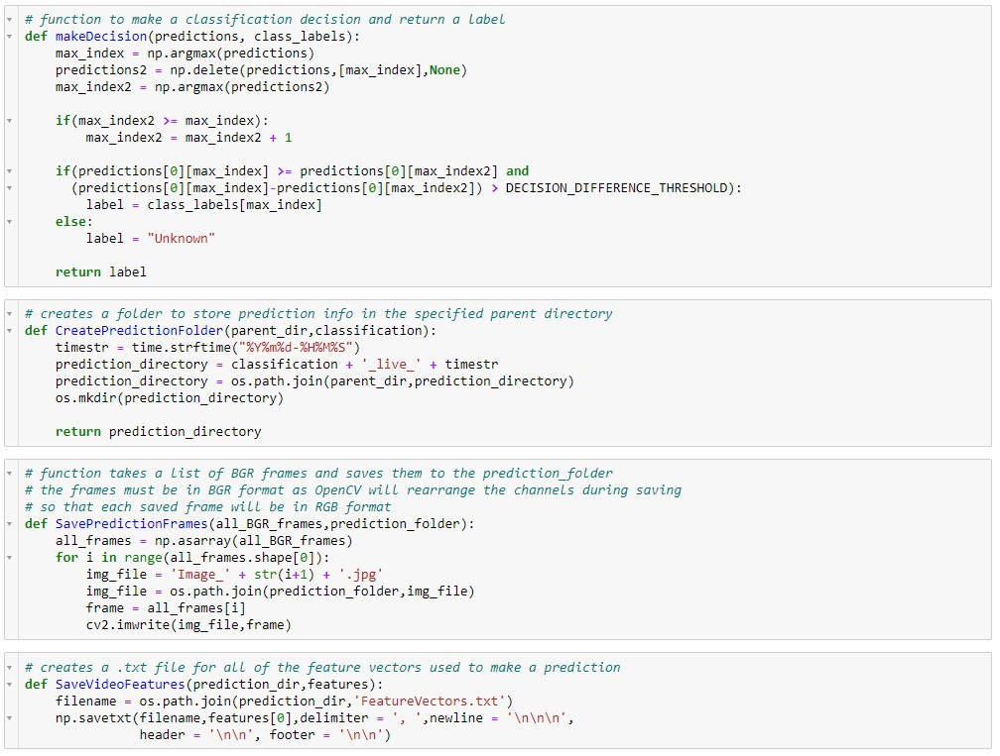 # function to make a classification decision and return a label
def makeDecision(predictions, class_labels):
    max_index = np.argmax(predictions)
    predictions2 = np.delete(predictions,[max_index],None)
    max_index2 = np.argmax(predictions2)

    if(max_index2 >= max_index):
        max_index2 = max_index2 + 1

    if(predictions[0][max_index] >= predictions[0][max_index2] and
      (predictions[0][max_index]-predictions[0][max_index2]) > DECISION_DIFFERENCE_THRESHOLD):
        label = class_labels[max_index]
    else:
        label = "Unknown"

    return label

# creates a folder to store prediction info in the specified parent directory
def CreatePredictionFolder(parent_dir,classification):
    timestr = time.strftime("%Y%m%d-%H%M%S")
    prediction_directory = classification + '_live_' + timestr
    prediction_directory = os.path.join(parent_dir,prediction_directory)
    os.mkdir(prediction_directory)

    return prediction_directory

# function takes a list of BGR frames and saves them to the prediction_folder
# the frames must be in BGR format as OpenCV will rearrange the channels during saving
# so that each saved frame will be in RGB format
def SavePredictionFrames(all_BGR_frames,prediction_folder):
    all_frames = np.asarray(all_BGR_frames)
    for i in range(all_frames.shape[0]):
        img_file = 'Image_' + str(i+1) + '.jpg'
        img_file = os.path.join(prediction_folder,img_file)
        frame = all_frames[i]
        cv2.imwrite(img_file,frame)

# creates a .txt file for all of the feature vectors used to make a prediction
def SaveVideoFeatures(prediction_dir,features):
    filename = os.path.join(prediction_dir,'FeatureVectors.txt')
    np.savetxt(filename,features[0],delimiter = ', ',newline = '\n\n\n',
               header = '\n\n', footer = '\n\n')